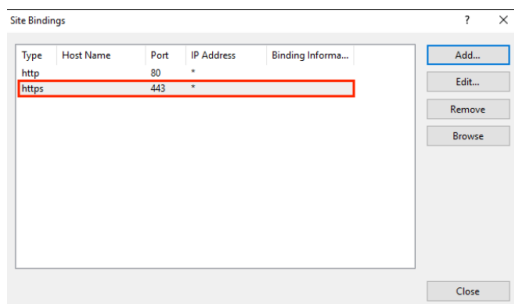 Site Bindings ? ×
Type Host Name Port IP Address Binding Informa...
http 80 *
https 443 *
Add...
Edit...
Remove
Browse
Close